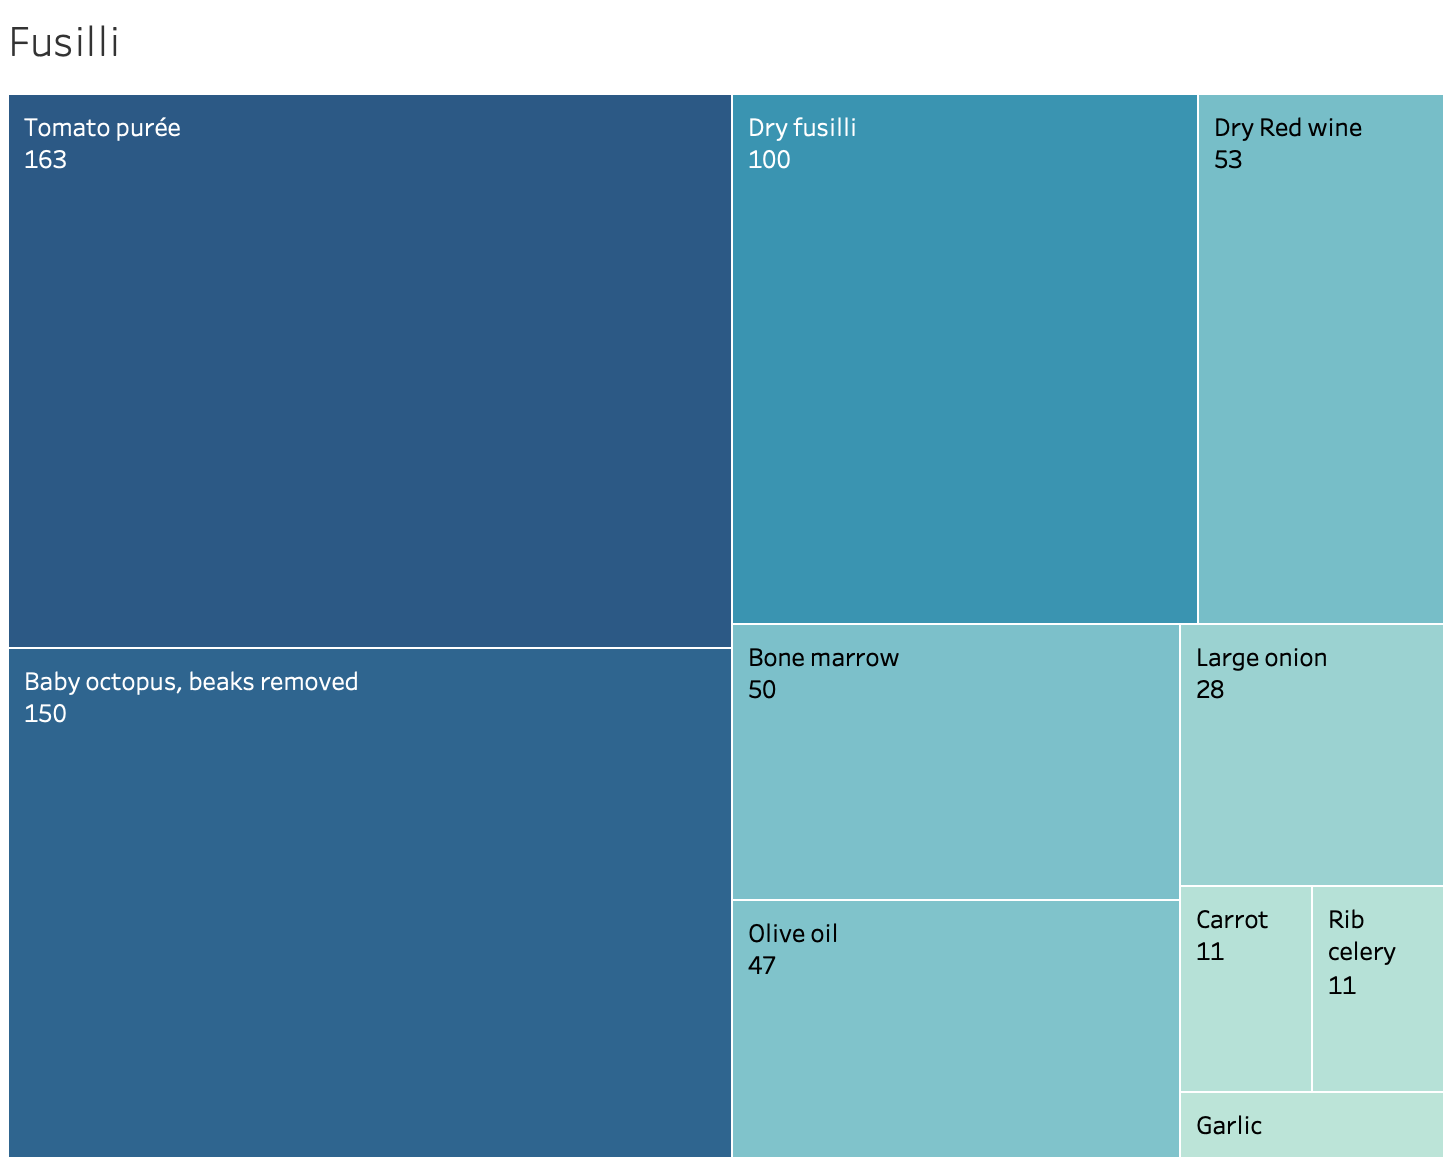 Fusilli
Tomato purée
163
Dry fusilli
100
Dry Red wine
53
Baby octopus, beaks removed
150
Bone marrow
50
Large onion
28
Olive oil
47
Carrot
11
Rib
celery
11
Garlic